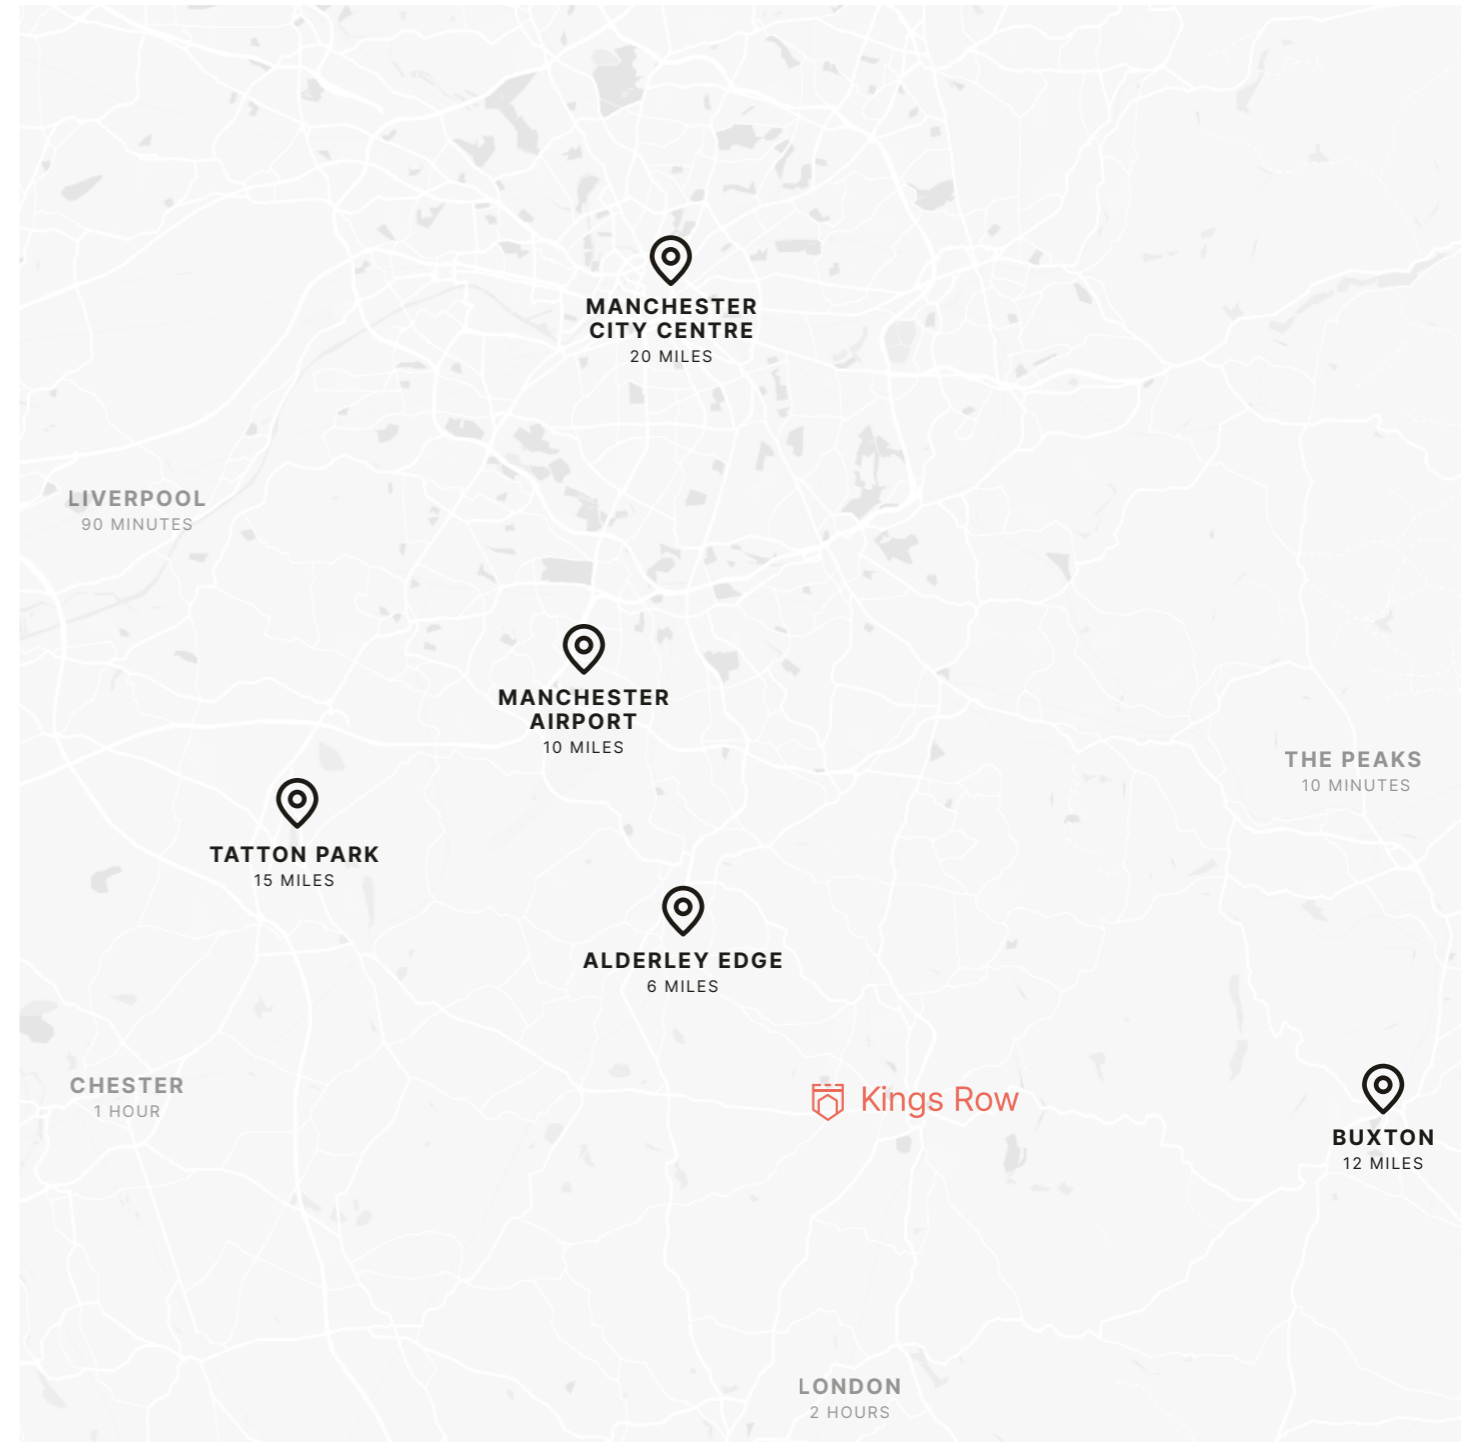 MANCHESTER
CITY CENTRE
20 MILES
LIVERPOOL
90 MINUTES
MANCHESTER
AIRPORT
10 MILES
THE PEAKS
10 MINUTES
TATTON PARK
15 MILES
ALDERLEY EDGE
6 MILES
CHESTER
1 HOUR
Kings Row
BUXTON
12 MILES
LONDON
2 HOURS